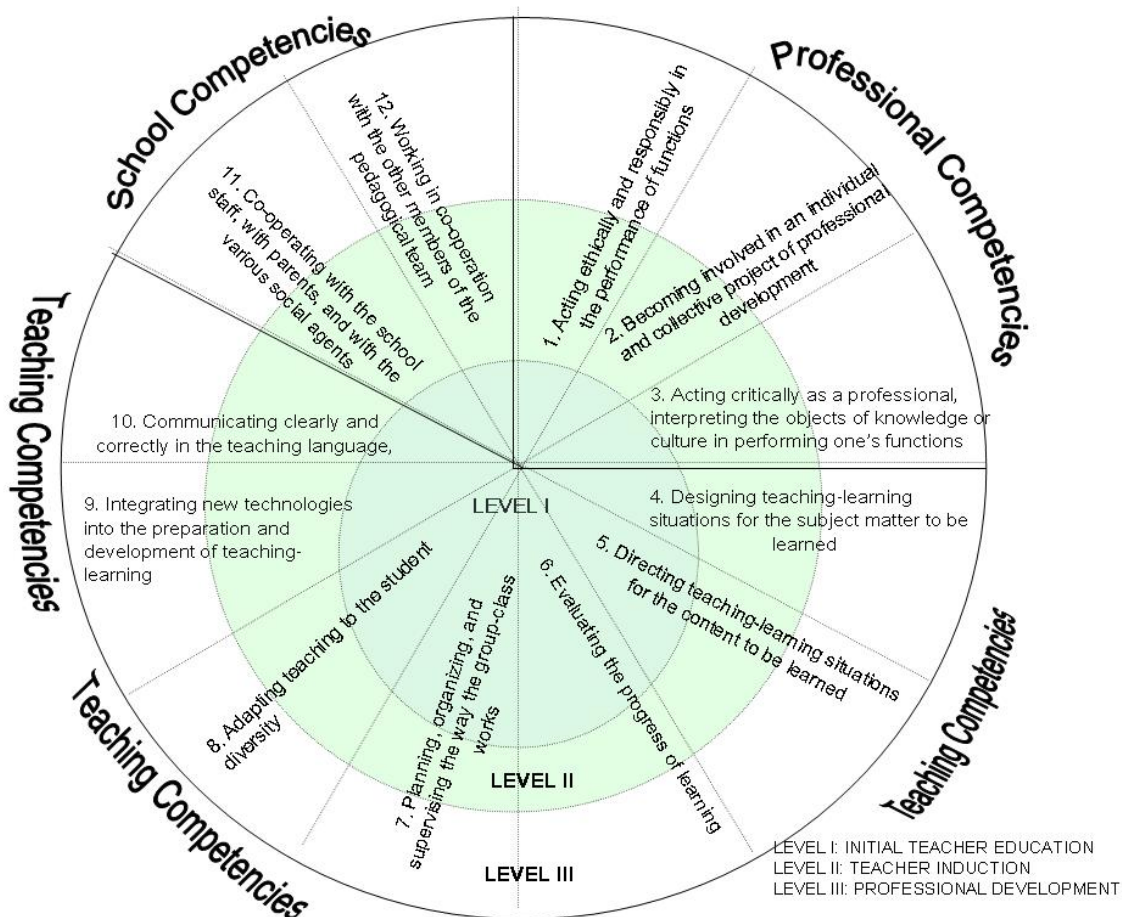 School Competencies
Professional Competencies
Teaching Competencies
Teaching Competencies
Teaching Competencies
1. Acting ethically and responsibly in
the performance of functions
2. Becoming involved in an individual
and collective project of professional
development
3. Acting critically as a professional,
interpreting the objects of knowledge or
culture in performing one's functions
4. Designing teaching-learning
situations for the subject matter to be
learned
5. Directing teaching-learning situations
for the content to be learned
6. Evaluating the progress of learning
7. Planning, organizing, and
supervising the way the group-class
works
8. Adapting teaching to the student
diversity
9. Integrating new technologies
into the preparation and
development of teaching-
learning
10. Communicating clearly and
correctly in the teaching language,
11. Co-operating with the school
staff, with parents, and with the
various social agents
12. Working in co-operation
with the other members of the
pedagogical team
LEVEL I
LEVEL II
LEVEL III
LEVEL I: INITIAL TEACHER EDUCATION
LEVEL II: TEACHER INDUCTION
LEVEL III: PROFESSIONAL DEVELOPMENT